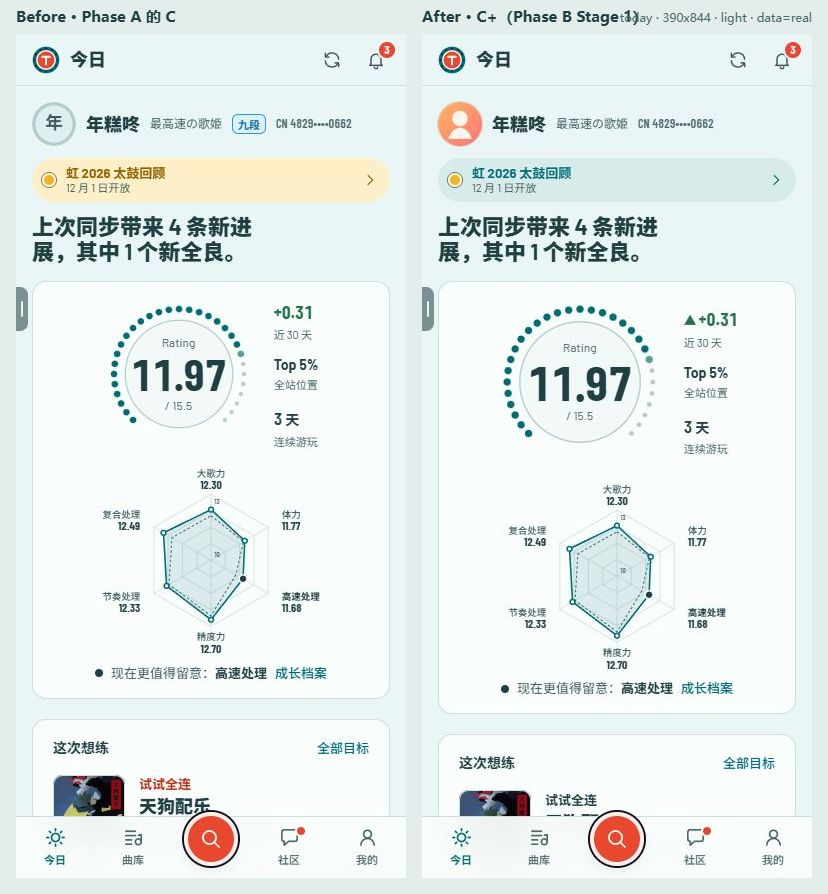 Before • Phase A 的 C
T 今日
3
年 年糕咚 最高速の歌姫 九段 CN 4829••••0662
虹 2026 太鼓回顾
12 月 1 日开放
上次同步带来 4 条新进
展，其中 1 个新全良。
Rating
11.97
/ 15.5
+0.31
近 30 天
Top 5%
全站位置
3 天
连续游玩
大歌力
12.30
13
10
复合处理
12.49
体力
11.77
节奏处理
12.33
高速处理
11.68
精度力
12.70
现在更值得留意：高速处理 成长档案
这次想练 全部目标
试试全连
天狗配乐
今日 曲库 社区 我的
After • C+（Phase B Stage 1）
today · 390x844 · light · data=real
T 今日
3
年糕咚 最高速の歌姫 CN 4829••••0662
虹 2026 太鼓回顾
12 月 1 日开放
上次同步带来 4 条新进
展，其中 1 个新全良。
Rating
11.97
/ 15.5
▲+0.31
近 30 天
Top 5%
全站位置
3 天
连续游玩
大歌力
12.30
13
10
复合处理
12.49
体力
11.77
节奏处理
12.33
高速处理
11.68
精度力
12.70
现在更值得留意：高速处理 成长档案
这次想练 全部目标
试试全连
今日 曲库 社区 我的